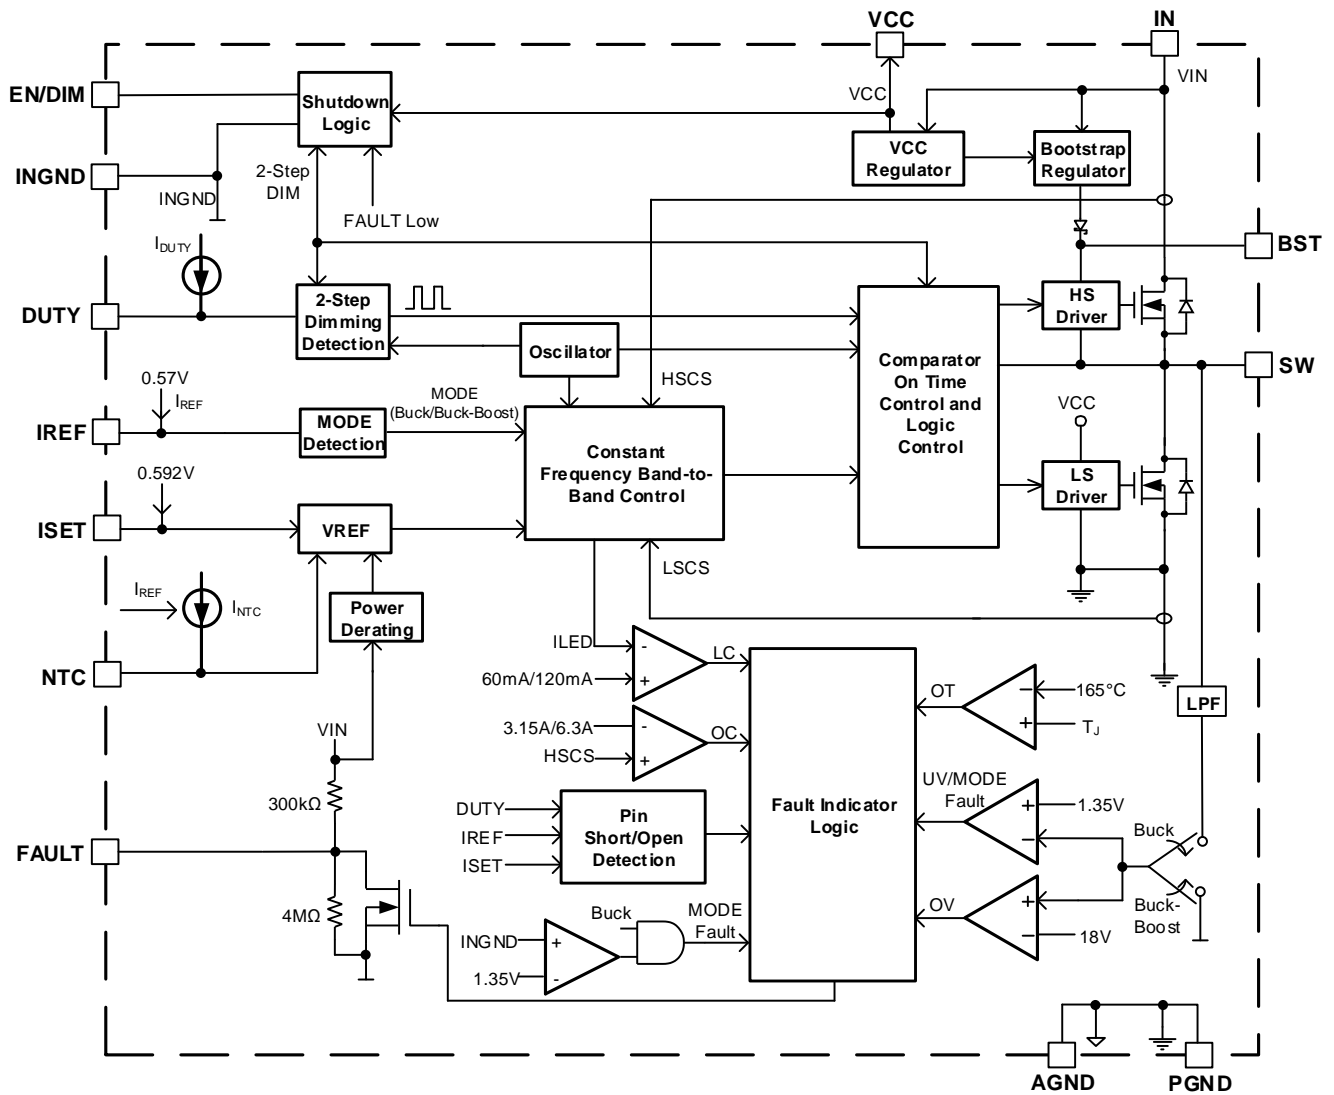 VCC
IN
VIN
EN/DIM
Shutdown
Logic
VCC
VCC
Regulator
Bootstrap
Regulator
INGND
INGND
2-Step
DIM
FAULT Low
IDUTY
BST
DUTY
2-Step
Dimming
Detection
HS
Driver
Oscillator
Comparator
On Time
Control and
Logic
Control
SW
0.57V
IREF
HSCS
MODE
(Buck/Buck-Boost)
VCC
IREF
MODE
Detection
Constant
Frequency Band-to-
Band Control
LS
Driver
0.592V
ISET
VREF
LSCS
IREF
INTC
Power
Derating
NTC
ILED
-
LC
60mA/120mA
+
OT
−
165°C
+
TJ
LPF
VIN
3.15A/6.3A
-
OC
HSCS
+
300kΩ
DUTY
IREF
ISET
Pin
Short/Open
Detection
Fault Indicator
Logic
UV/MODE
Fault
+
1.35V
−
Buck
FAULT
4MΩ
Buck
MODE
Fault
OV
+
−
18V
Buck-
Boost
INGND
+
1.35V
-
AGND
PGND